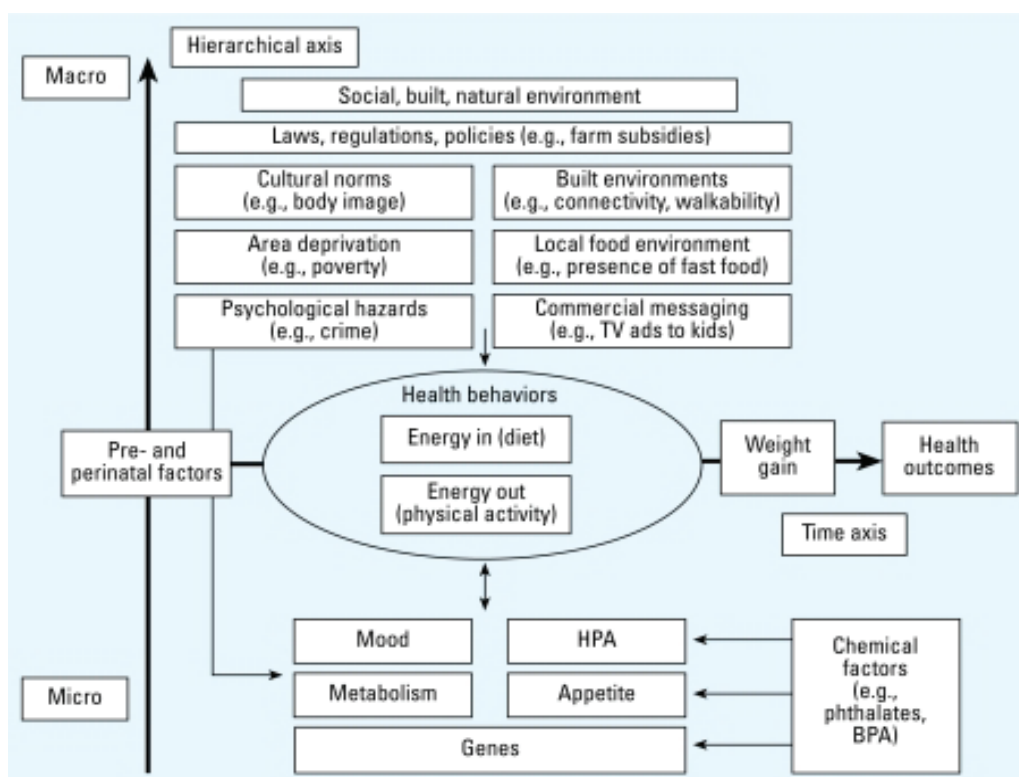 Hierarchical axis
Macro
Social, built, natural environment
Laws, regulations, policies (e.g., farm subsidies)
Cultural norms
(e.g., body image)
Built environments
(e.g., connectivity, walkability)
Area deprivation
(e.g., poverty)
Local food environment
(e.g., presence of fast food)
Psychological hazards
(e.g., crime)
Commercial messaging
(e.g., TV ads to kids)
Health behaviors
Energy in (diet)
Energy out
(physical activity)
Pre- and
perinatal factors
Weight
gain
Health
outcomes
Time axis
Mood
HPA
Metabolism
Appetite
Genes
Chemical
factors
(e.g.,
phthalates,
BPA)
Micro